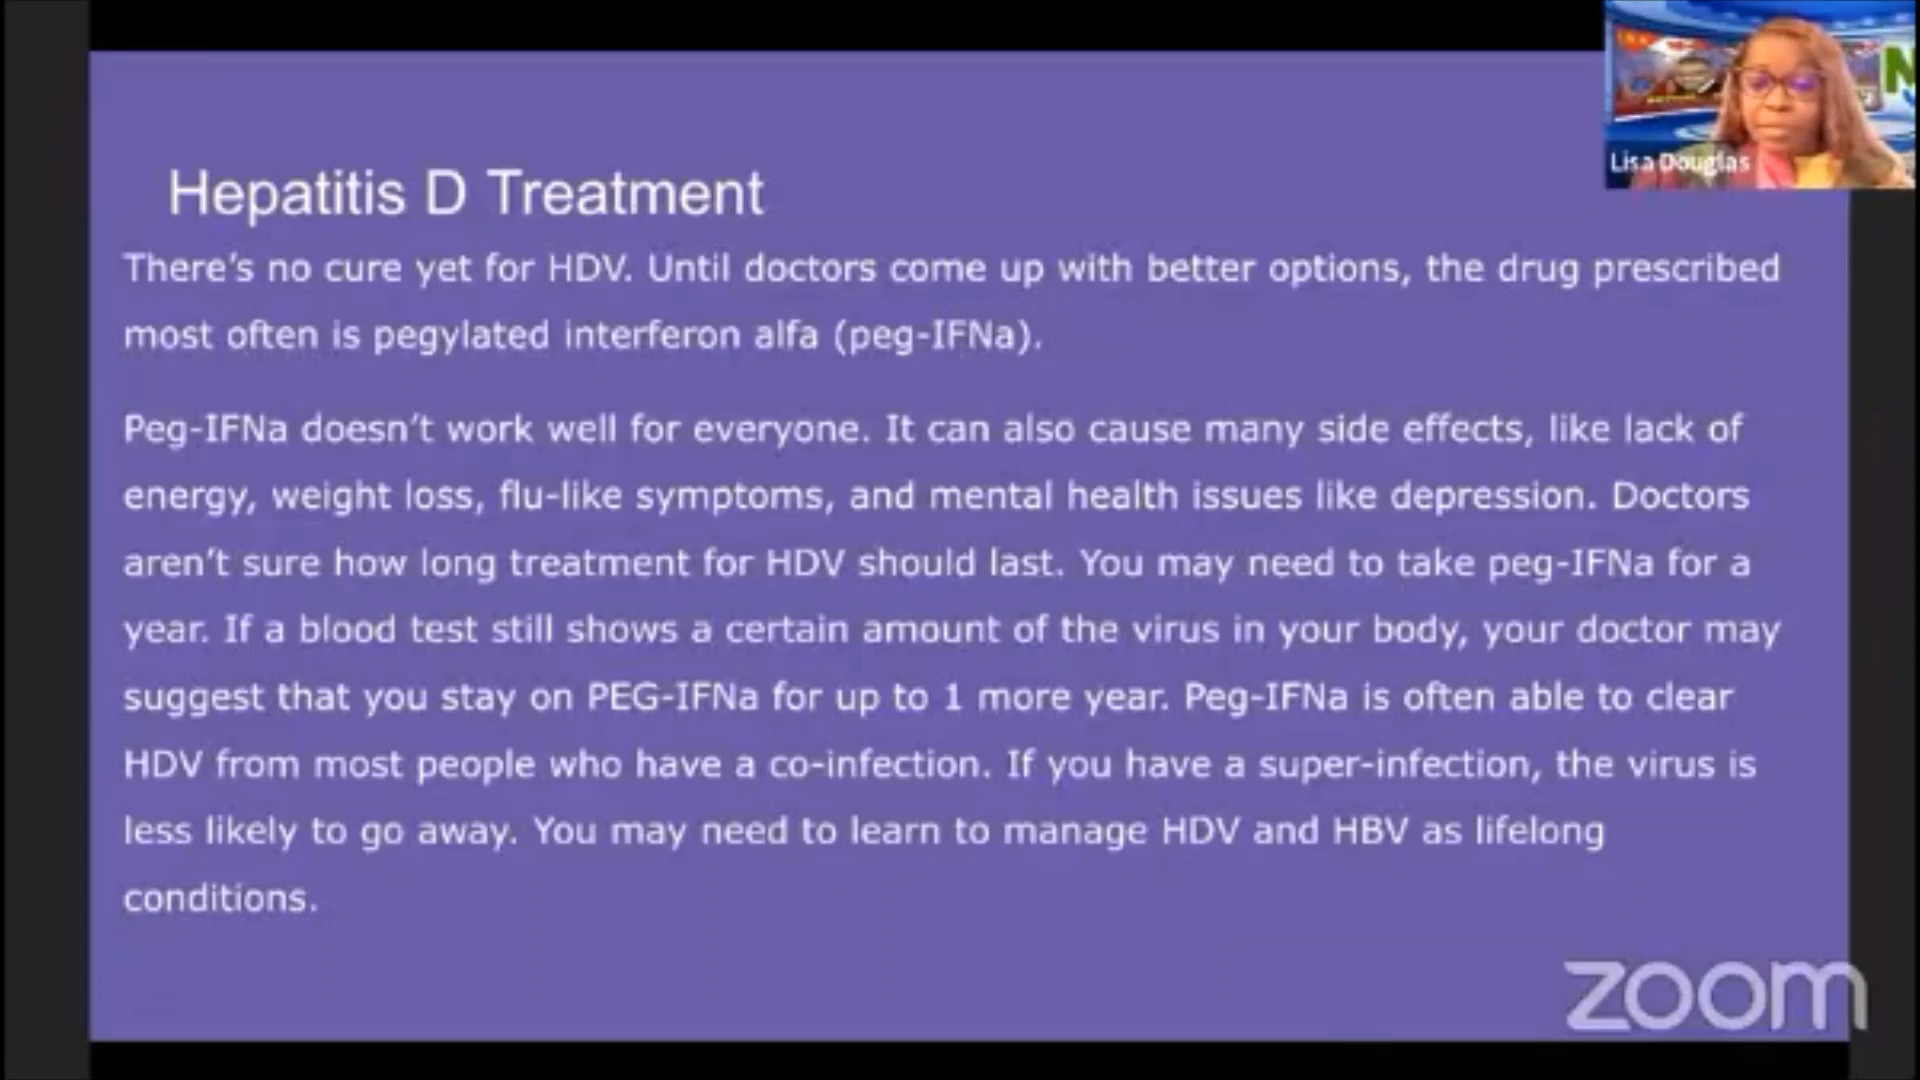 Lisa Douglas
Hepatitis D Treatment
There's no cure yet for HDV. Until doctors come up with better options, the drug prescribed
most often is pegylated interferon alfa (peg-IFNa).
Peg-IFNa doesn't work well for everyone. It can also cause many side effects, like lack of
energy, weight loss, flu-like symptoms, and mental health issues like depression. Doctors
aren't sure how long treatment for HDV should last. You may need to take peg-IFNa for a
year. If a blood test still shows a certain amount of the virus in your body, your doctor may
suggest that you stay on PEG-IFNa for up to 1 more year. Peg-IFNa is often able to clear
HDV from most people who have a co-infection. If you have a super-infection, the virus is
less likely to go away. You may need to learn to manage HDV and HBV as lifelong
conditions.
zoom